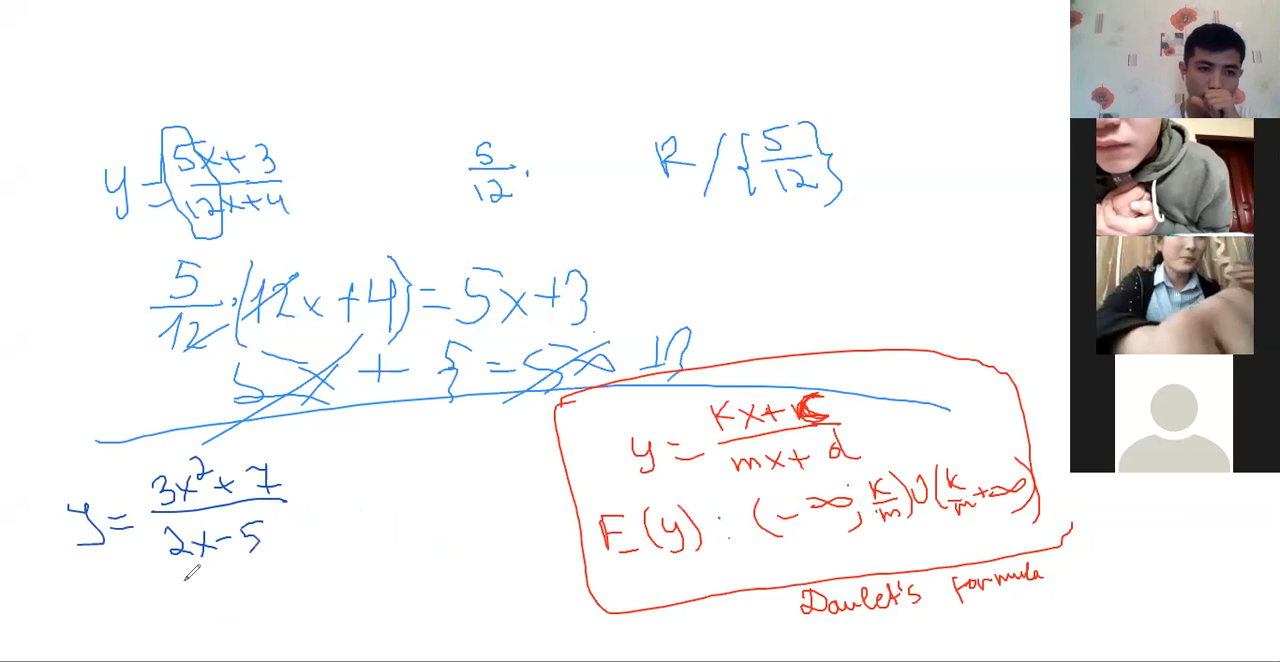 y = (5x + 3)/(12x + 4)
5/12 .
R / {5/12}
5/12 · (12x + 4) = 5x + 3
5x + 5/3 = 5x
y = (kx + c)/(mx + d)
E(y) : (-∞; k/m) U (k/m +∞)
Daulet's formula
y = (3x² + 7)/(2x - 5)